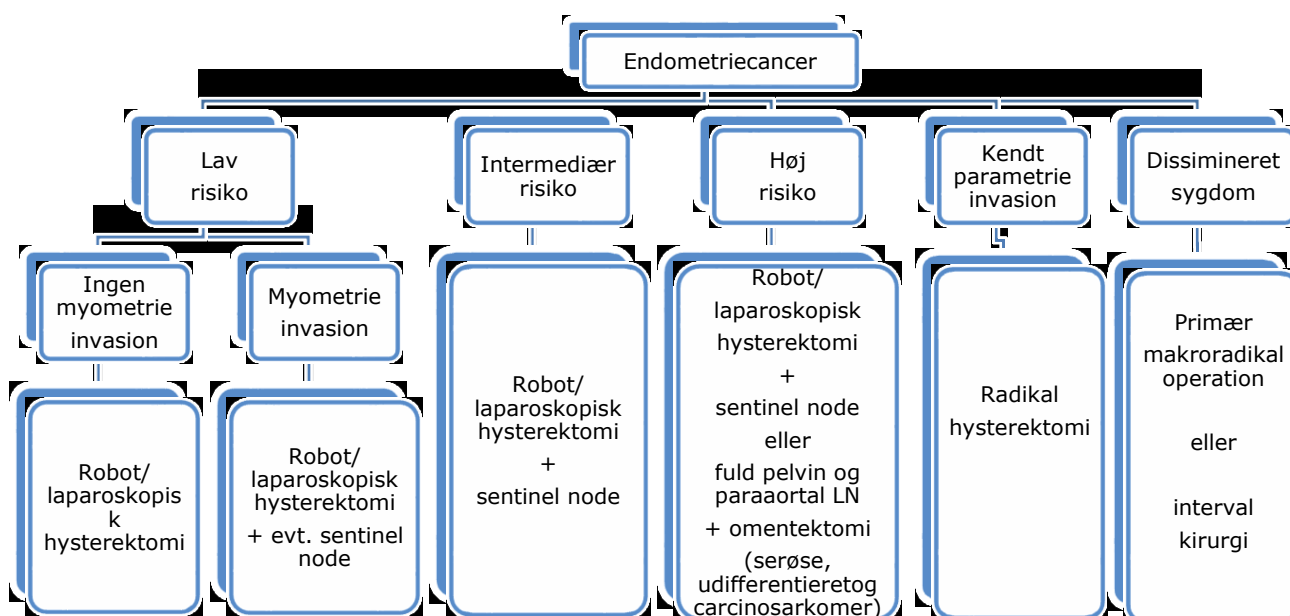 Endometriecancer
Lav
risiko
Intermediær
risiko
Høj
risiko
Kendt
parametrie
invasion
Dissimineret
sygdom
Ingen
myometrie
invasion
Myometrie
invasion
Robot/
laparoskopis
k
hysterektomi
Robot/
laparoskopisk
hysterektomi
+ evt. sentinel
node
Robot/
laparoskopisk
hysterektomi
+
sentinel node
Robot/
laparoskopisk
hysterektomi
+
sentinel node
eller
fuld pelvin og
paraaortal LN
+ omentektomi
(serøse,
udifferentieretog
carcinosarkomer)
Radikal
hysterektomi
Primær
makroradikal
operation
eller
interval
kirurgi